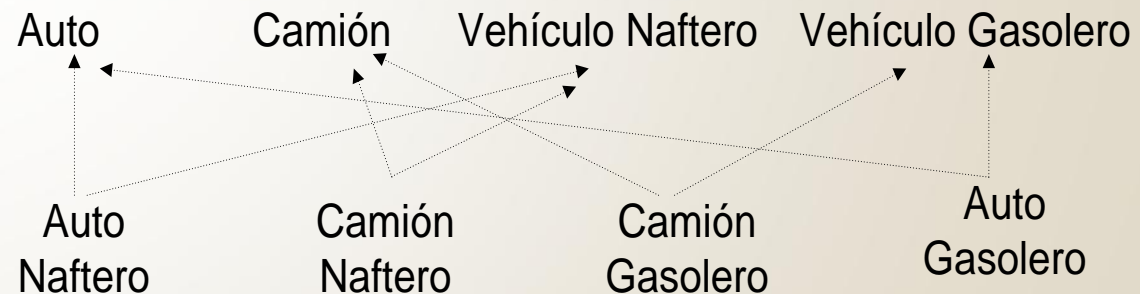 Auto Camión Vehículo Naftero Vehículo Gasolero
Auto
Naftero
Camión
Naftero
Camión
Gasolero
Auto
Gasolero